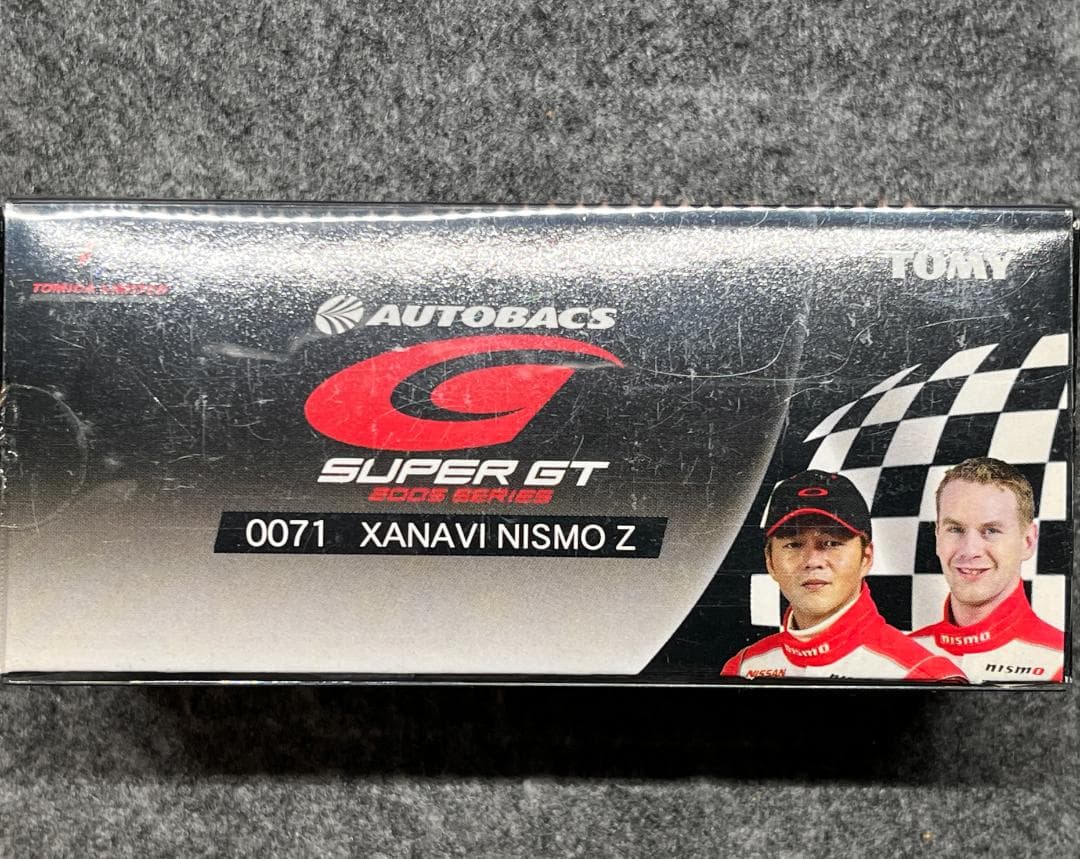 TOMICA LIMITED
TOMY
AUTOBACS
SUPER GT
2005 SERIES
0071 XANAVI NISMO Z
nismo
nismo
NISSAN
nismo